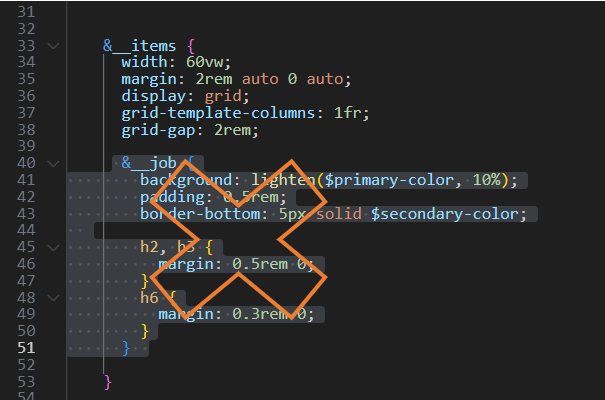 31
32
33 &__items {
34 width: 60vw;
35 margin: 2rem auto 0 auto;
36 display: grid;
37 grid-template-columns: 1fr;
38 grid-gap: 2rem;
39
40 &__job {
41 background: lighten($primary-color, 10%);
42 padding: 0.5rem;
43 border-bottom: 5px solid $secondary-color;
44
45 h2, h3 {
46 margin: 0.5rem 0;
47 }
48 h6 {
49 margin: 0.3rem 0;
50 }
51 }
52
53 }
54